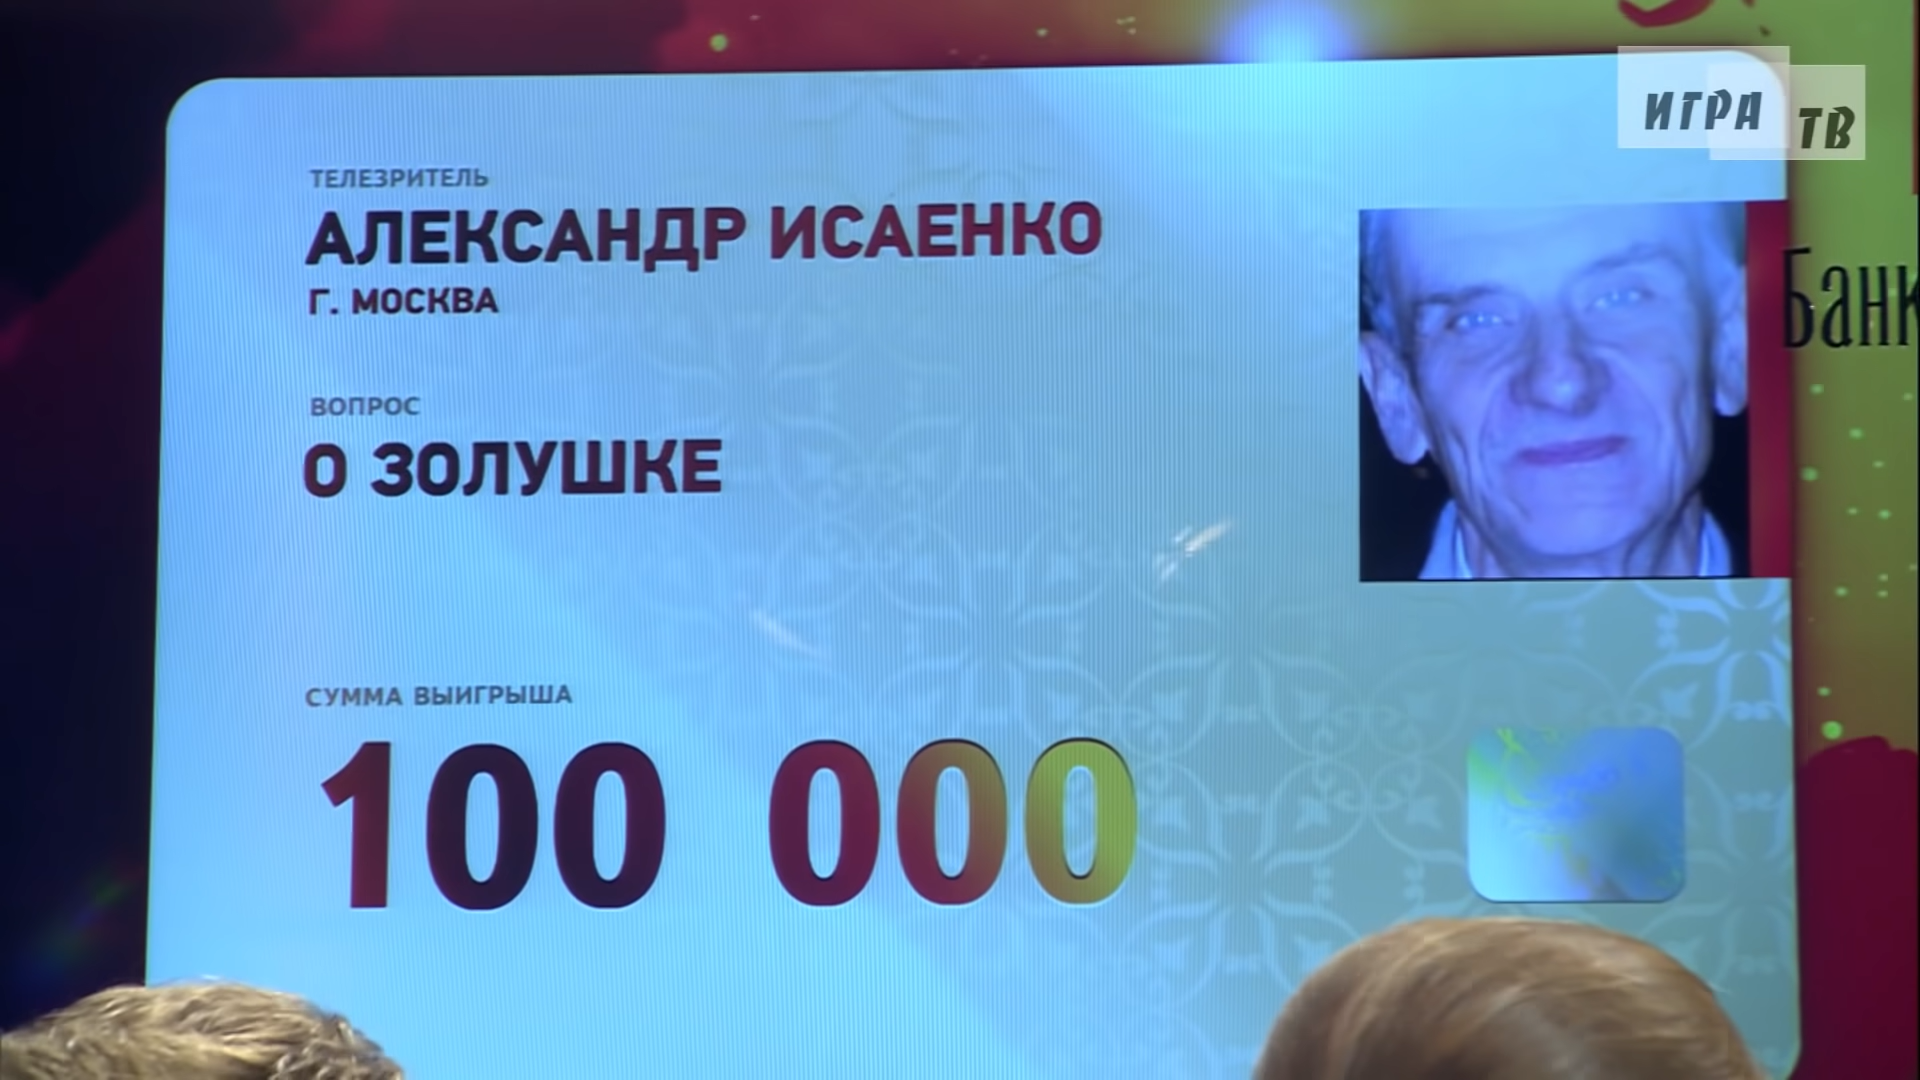 ИГРА ТВ
ТЕЛЕЗРИТЕЛЬ
АЛЕКСАНДР ИСАЕНКО
Г. МОСКВА
Банк
ВОПРОС
О ЗОЛУШКЕ
СУММА ВЫИГРЫША
100 000